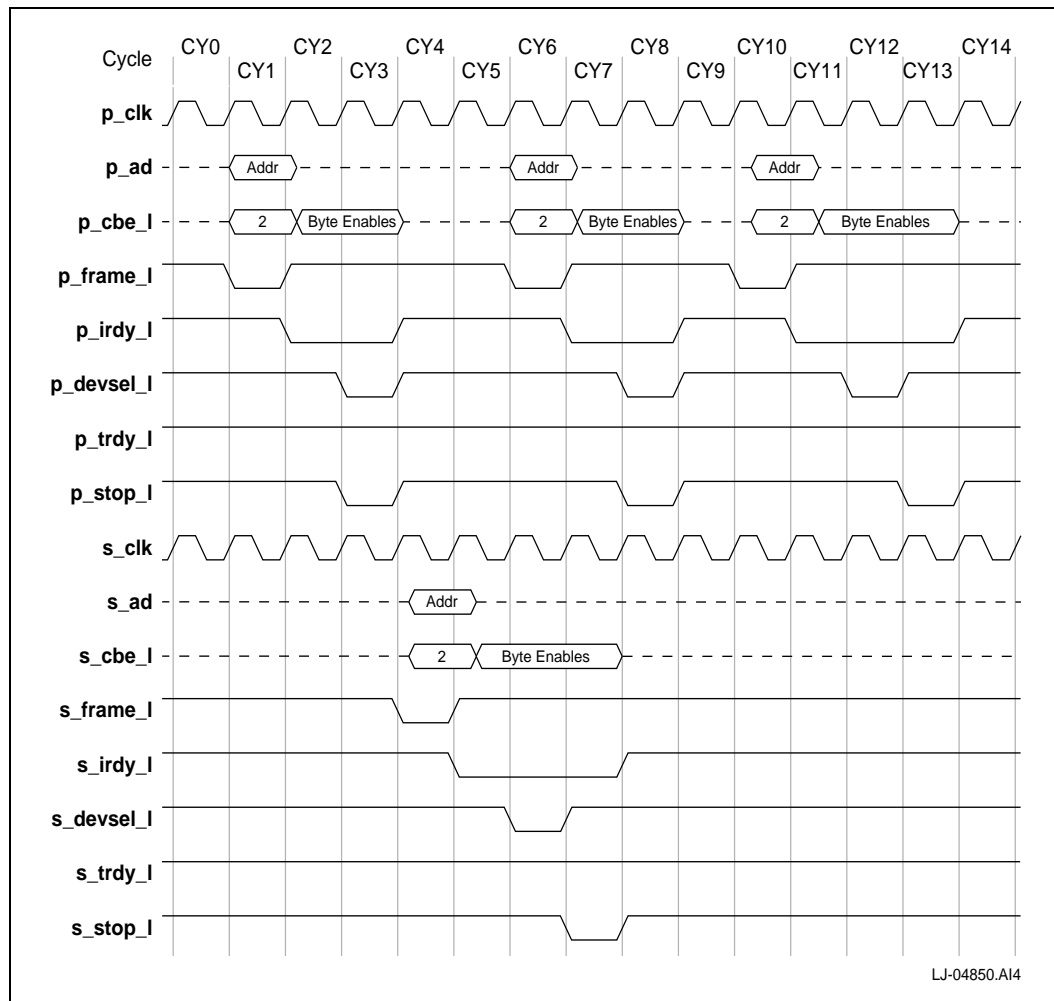 Cycle CY0 CY2 CY4 CY6 CY8 CY10 CY12 CY14
CY1 CY3 CY5 CY7 CY9 CY11 CY13
p_clk
p_ad Addr Addr Addr
p_cbe_l 2 Byte Enables 2 Byte Enables 2 Byte Enables
p_frame_l
p_irdy_l
p_devsel_l
p_trdy_l
p_stop_l
s_clk
s_ad Addr
s_cbe_l 2 Byte Enables
s_frame_l
s_irdy_l
s_devsel_l
s_trdy_l
s_stop_l
LJ-04850.AI4